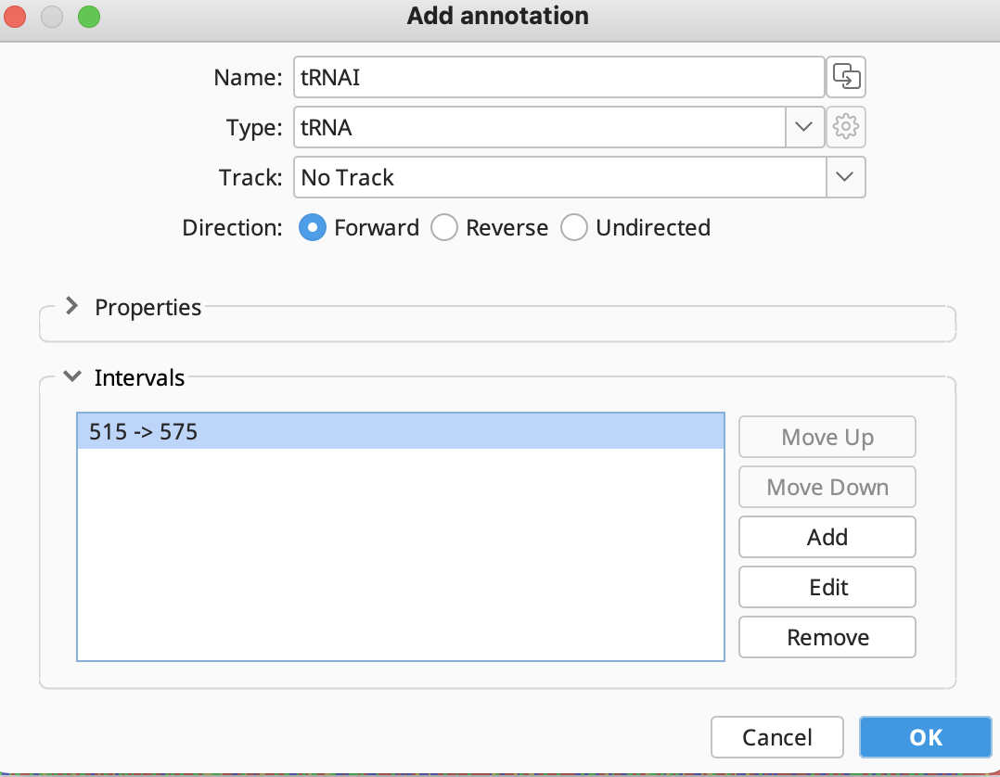 Add annotation
Name: tRNAI
Type: tRNA
Track: No Track
Direction: Forward Reverse Undirected
Properties
Intervals
515 -> 575
Move Up
Move Down
Add
Edit
Remove
Cancel OK